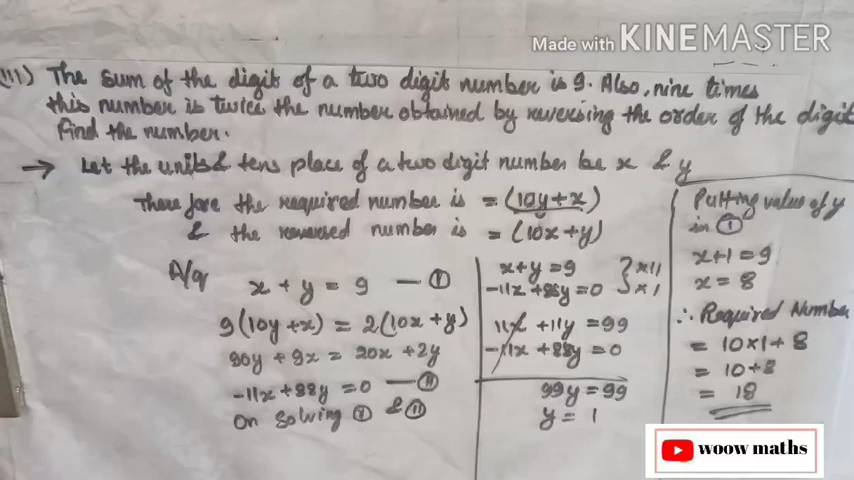 Made with KINEMASTER
(III) The sum of the digit of a two digit number is 9. Also, nine times
this number is twice the number obtained by reversing the order of the digit
Find the number.
→ Let the units & tens place of a two digit number be x & y
Therefore the required number is = (10y+x)
& the reversed number is = (10x+y)
A/q
x + y = 9 — (I)
9(10y+x) = 2(10x+y)
90y + 9x = 20x + 2y
-11x + 88y = 0 — (II)
On solving (I) & (II)
x+y = 9 } ×11
-11x + 88y = 0 } ×1
11x + 11y = 99
-11x + 88y = 0
99y = 99
y = 1
Putting value of y
in (I)
x+1 = 9
x = 8
∴ Required Number
= 10×1 + 8
= 10 + 8
= 18
woow maths